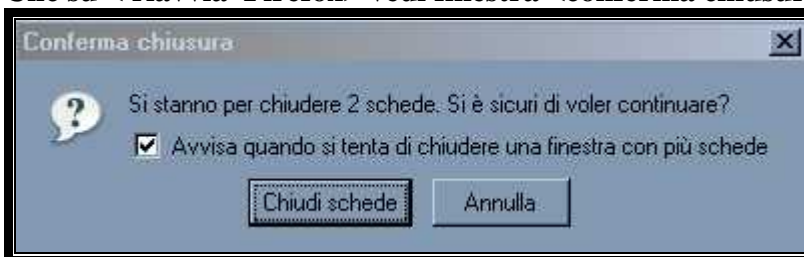 Conferma chiusura
Si stanno per chiudere 2 schede. Si è sicuri di voler continuare?
Avvisa quando si tenta di chiudere una finestra con più schede
Chiudi schede
Annulla